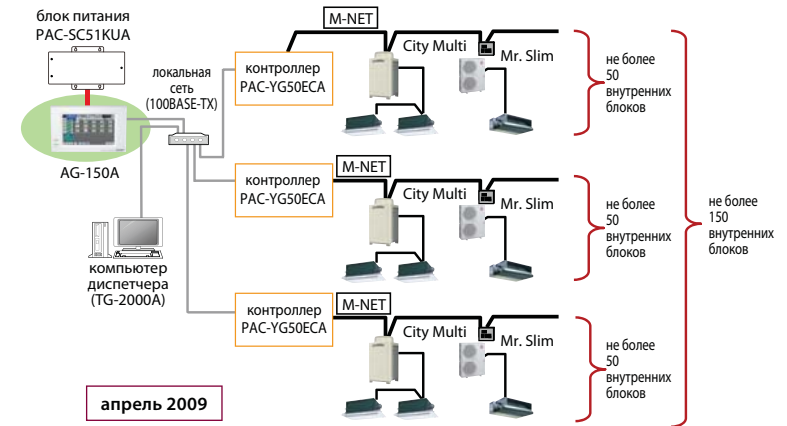 блок питания
PAC-SC51KUA
AG-150A
локальная
сеть
(100BASE-TX)
компьютер
диспетчера
(TG-2000A)
контроллер
PAC-YG50ECA
M-NET
City Multi
Mr. Slim
не более
50
внутренних
блоков
контроллер
PAC-YG50ECA
M-NET
City Multi
Mr. Slim
не более
50
внутренних
блоков
контроллер
PAC-YG50ECA
M-NET
City Multi
Mr. Slim
не более
50
внутренних
блоков
не более
150
внутренних
блоков
апрель 2009